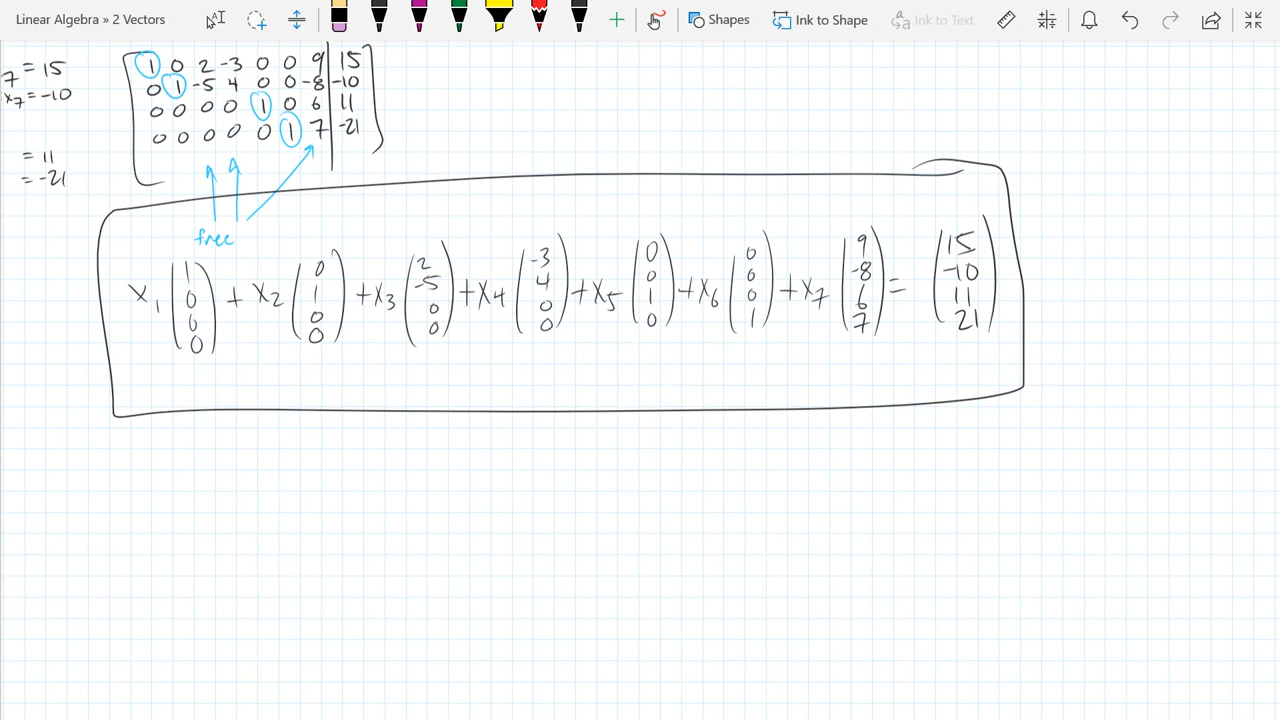 Linear Algebra » 2 Vectors
Shapes
Ink to Shape
Ink to Text
7 = 15
x7 = -10
= 11
= -21
1 0 2 -3 0 0 9 | 15
0 1 -5 4 0 0 -8 | -10
0 0 0 0 1 0 6 | 11
0 0 0 0 0 1 7 | -21
free
x1 (1 0 0 0) + x2 (0 1 0 0) + x3 (2 -5 0 0) + x4 (-3 4 0 0) + x5 (0 0 1 0) + x6 (0 0 0 1) + x7 (9 -8 6 7) = (15 -10 11 21)